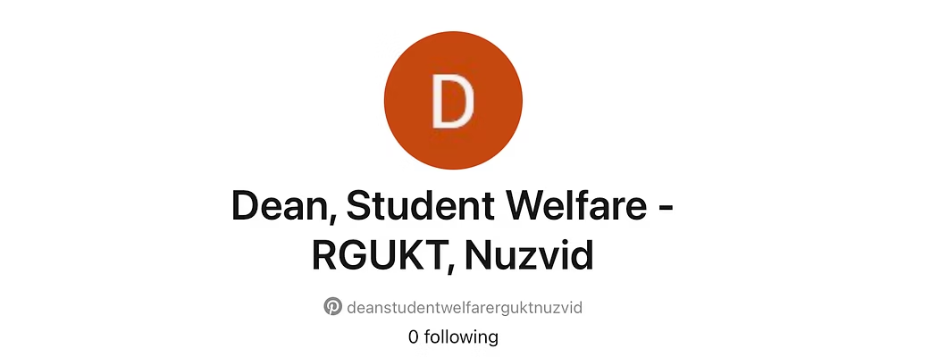 D
Dean, Student Welfare -
RGUKT, Nuzvid
deanstudentwelfarerguktnuzvid
0 following